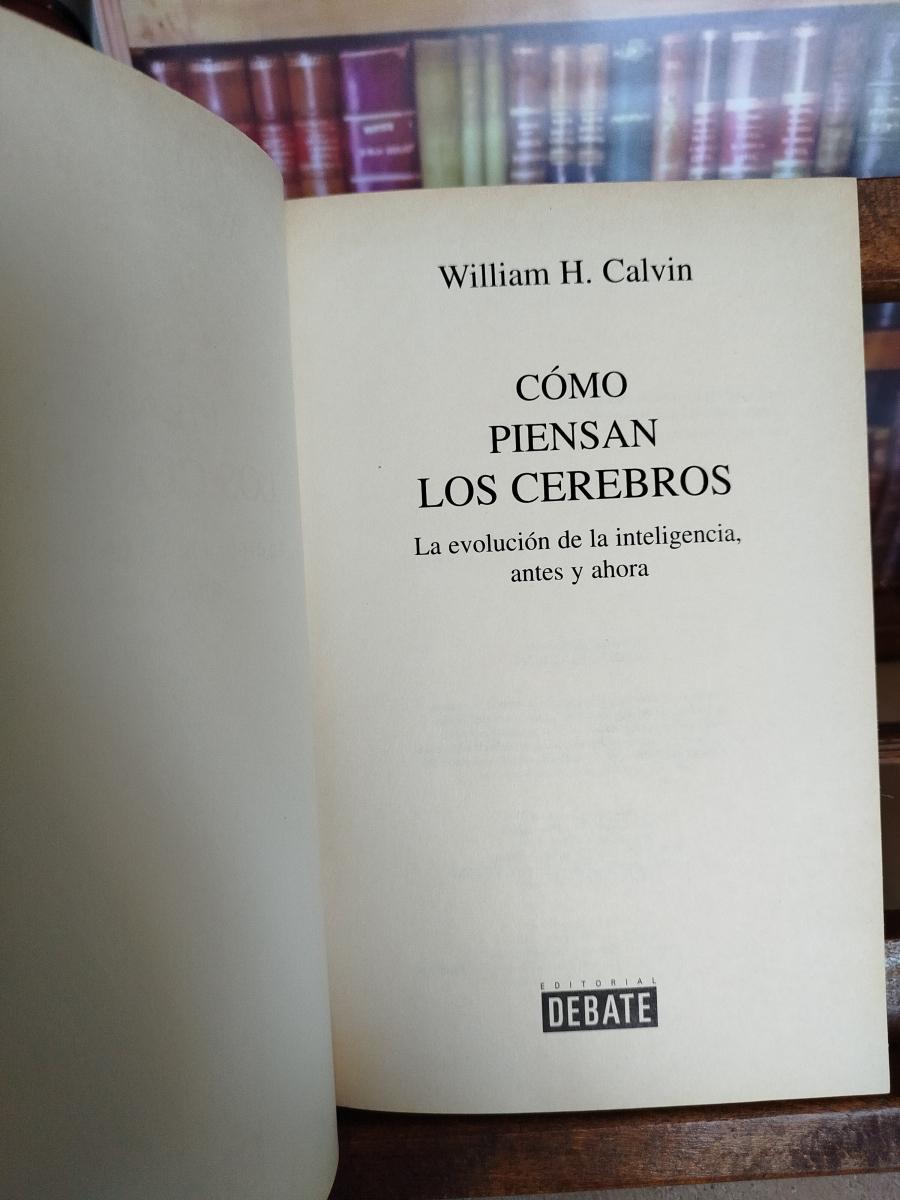 William H. Calvin
CÓMO
PIENSAN
LOS CEREBROS
La evolución de la inteligencia,
antes y ahora
EDITORIAL
DEBATE